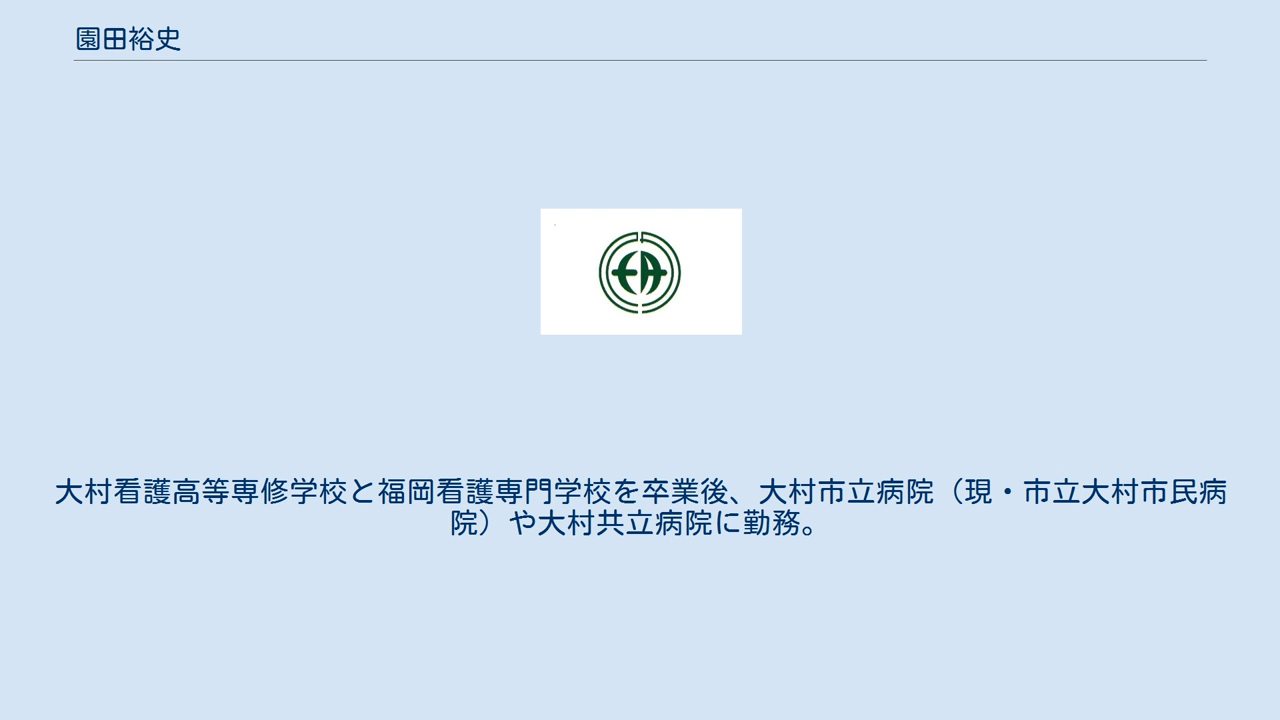 園田裕史
大村看護高等専修学校と福岡看護専門学校を卒業後、大村市立病院（現・市立大村市民病
院）や大村共立病院に勤務。